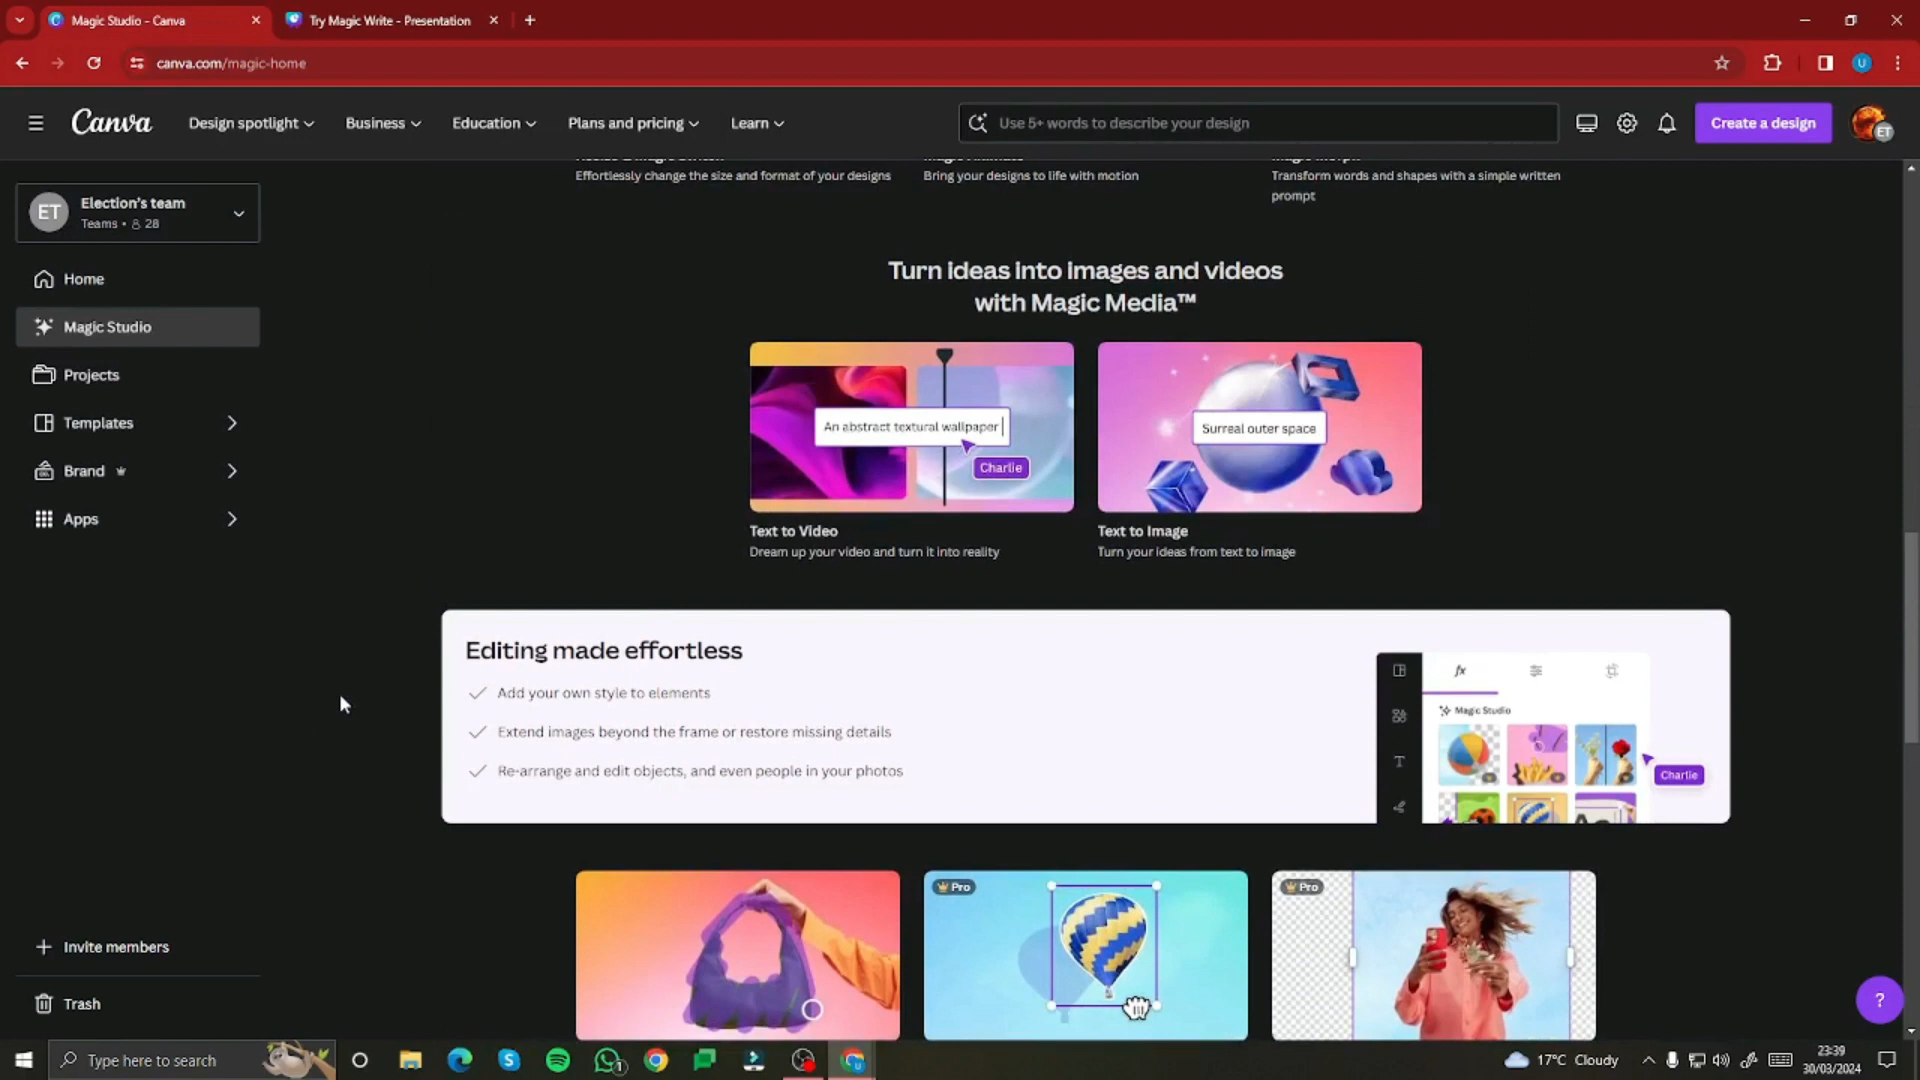 Magic Studio - Canva
Try Magic Write - Presentation
canva.com/magic-home
Canva
Design spotlight
Business
Education
Plans and pricing
Learn
Use 5+ words to describe your design
Create a design
ET
ET
Election's team
Teams • 28
Home
Magic Studio
Projects
Templates
Brand
Apps
Invite members
Trash
Effortlessly change the size and format of your designs
Bring your designs to life with motion
Transform words and shapes with a simple written
prompt
Turn ideas into images and videos
with Magic Media™
An abstract textural wallpaper
Charlie
Surreal outer space
Text to Video
Dream up your video and turn it into reality
Text to Image
Turn your ideas from text to image
Editing made effortless
Add your own style to elements
Extend images beyond the frame or restore missing details
Re-arrange and edit objects, and even people in your photos
fx
Magic Studio
T
Charlie
Pro
Pro
?
Type here to search
17°C Cloudy
23:39
30/03/2024